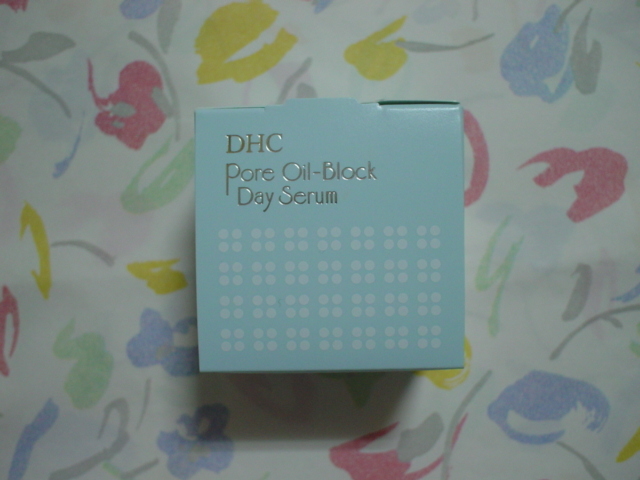 DHC
Pore Oil-Block
Day Serum